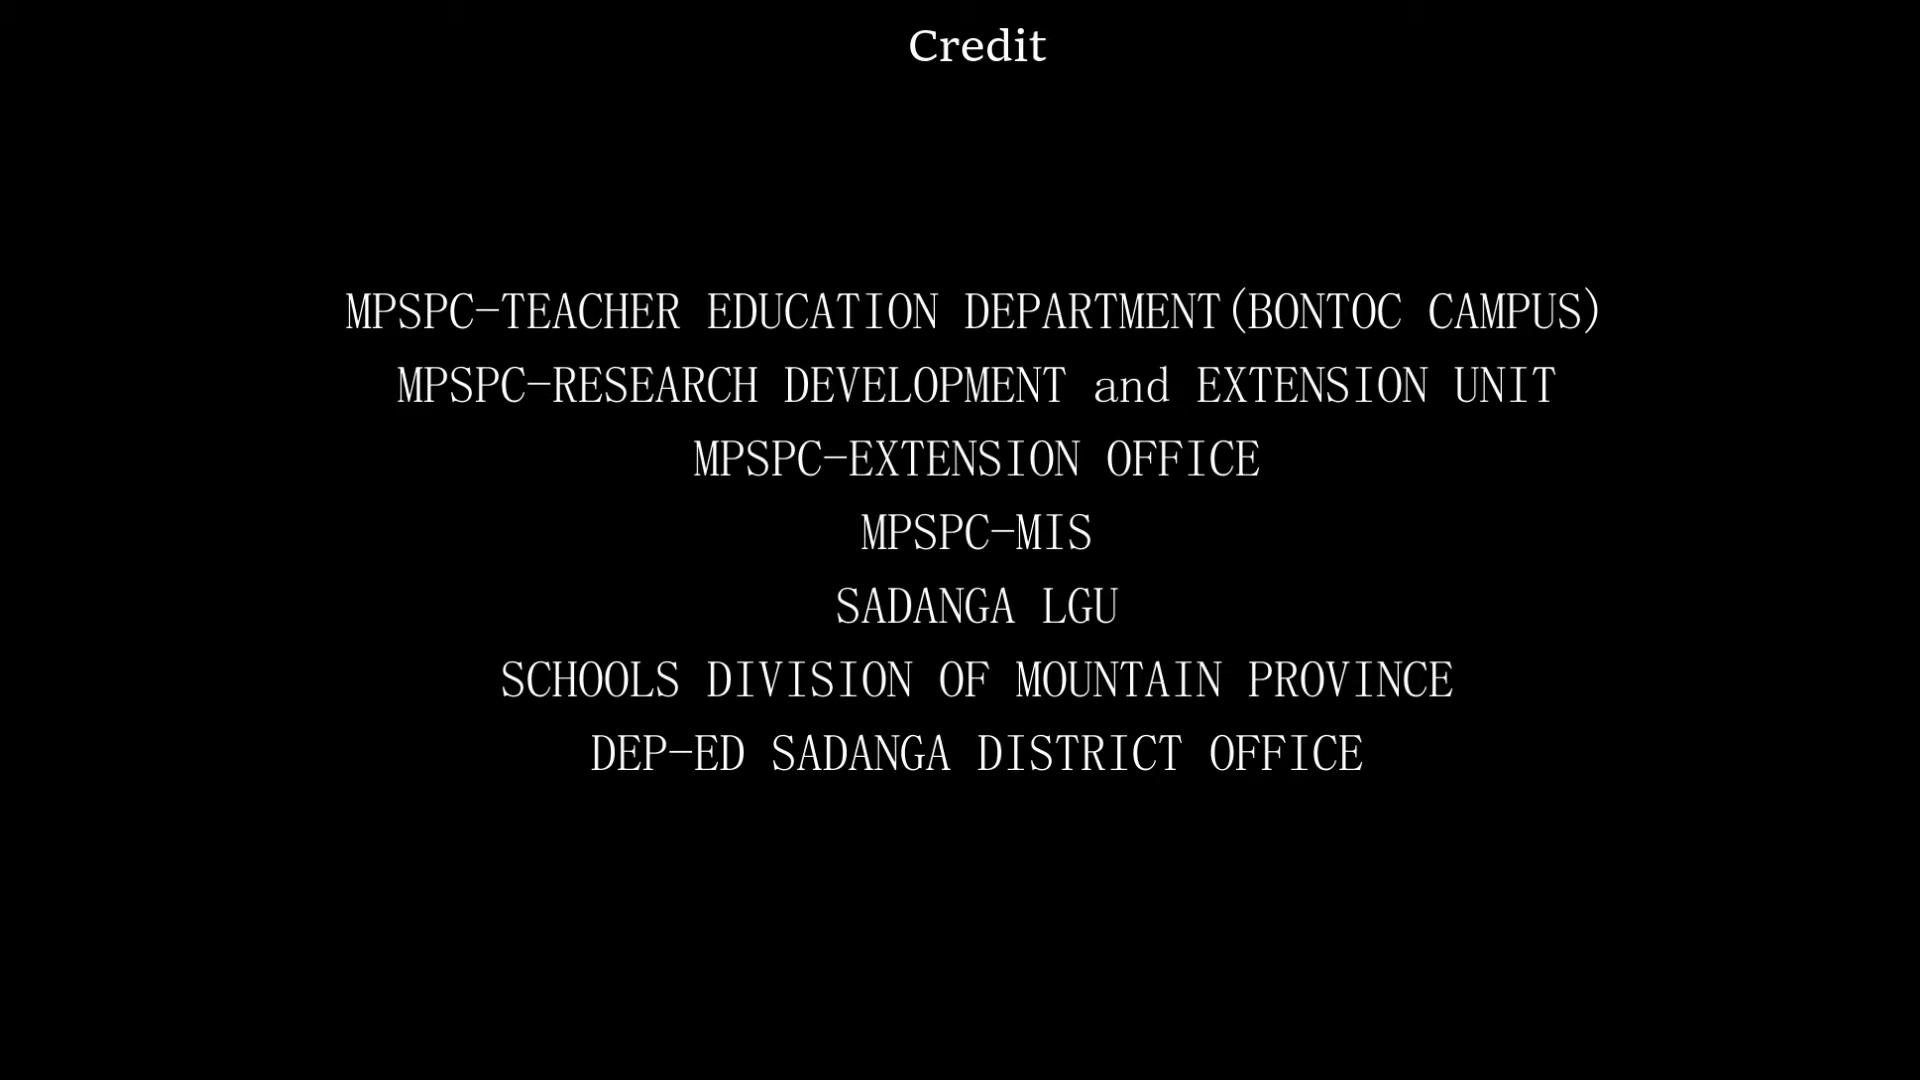 Credit
MPSPC-TEACHER EDUCATION DEPARTMENT(BONTOC CAMPUS)
MPSPC-RESEARCH DEVELOPMENT and EXTENSION UNIT
MPSPC-EXTENSION OFFICE
MPSPC-MIS
SADANGA LGU
SCHOOLS DIVISION OF MOUNTAIN PROVINCE
DEP-ED SADANGA DISTRICT OFFICE